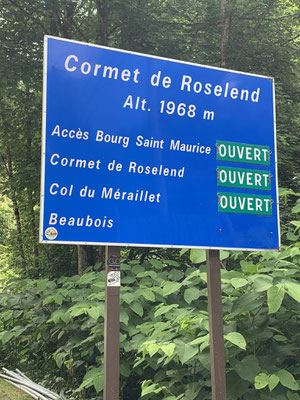 Cormet de Roselend
Alt. 1968 m
Accès Bourg Saint Maurice OUVERT
Cormet de Roselend OUVERT
Col du Méraillet OUVERT
Beaubois